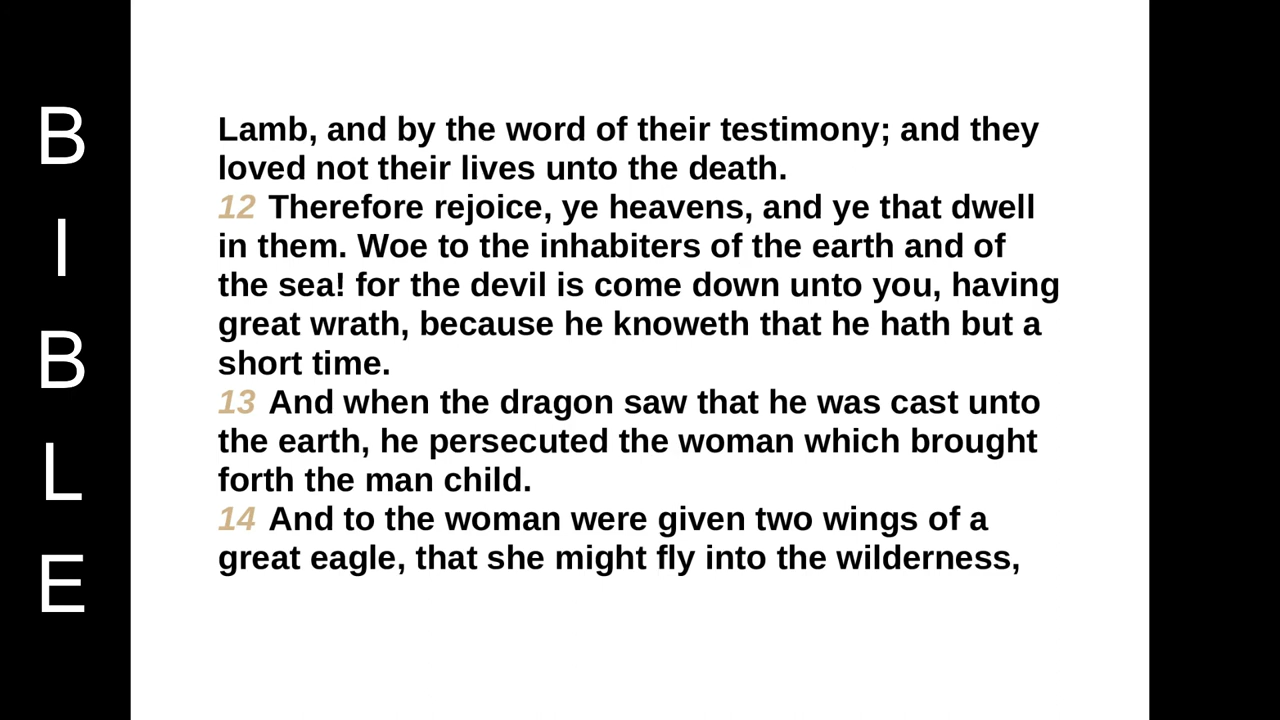 BIBLE
Lamb, and by the word of their testimony; and they
loved not their lives unto the death.
12 Therefore rejoice, ye heavens, and ye that dwell
in them. Woe to the inhabiters of the earth and of
the sea! for the devil is come down unto you, having
great wrath, because he knoweth that he hath but a
short time.
13 And when the dragon saw that he was cast unto
the earth, he persecuted the woman which brought
forth the man child.
14 And to the woman were given two wings of a
great eagle, that she might fly into the wilderness,